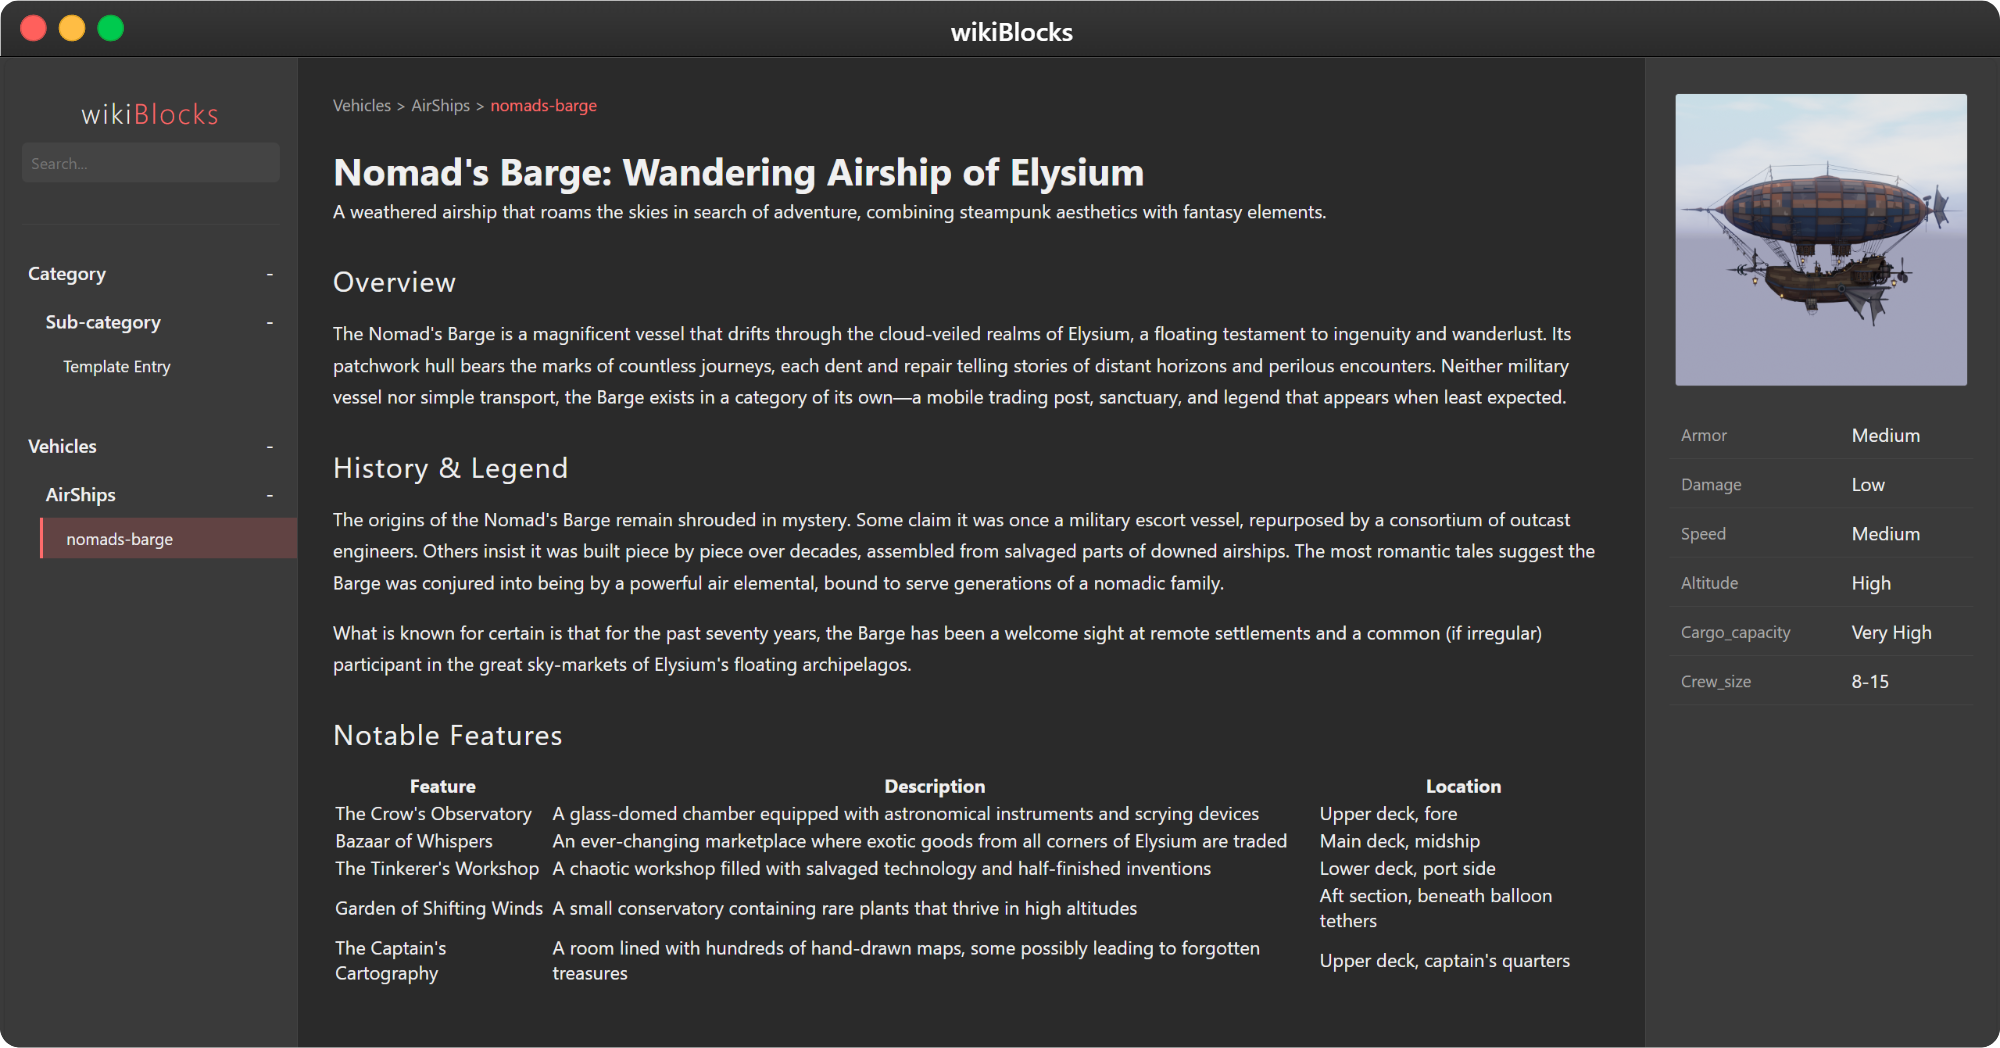 wikiBlocks
wikiBlocks
Search...
Category -
Sub-category -
Template Entry
Vehicles -
AirShips -
nomads-barge
Vehicles > AirShips > nomads-barge
Nomad's Barge: Wandering Airship of Elysium
A weathered airship that roams the skies in search of adventure, combining steampunk aesthetics with fantasy elements.
Overview
The Nomad's Barge is a magnificent vessel that drifts through the cloud-veiled realms of Elysium, a floating testament to ingenuity and wanderlust. Its
patchwork hull bears the marks of countless journeys, each dent and repair telling stories of distant horizons and perilous encounters. Neither military
vessel nor simple transport, the Barge exists in a category of its own—a mobile trading post, sanctuary, and legend that appears when least expected.
History & Legend
The origins of the Nomad's Barge remain shrouded in mystery. Some claim it was once a military escort vessel, repurposed by a consortium of outcast
engineers. Others insist it was built piece by piece over decades, assembled from salvaged parts of downed airships. The most romantic tales suggest the
Barge was conjured into being by a powerful air elemental, bound to serve generations of a nomadic family.
What is known for certain is that for the past seventy years, the Barge has been a welcome sight at remote settlements and a common (if irregular)
participant in the great sky-markets of Elysium's floating archipelagos.
Notable Features
Feature Description Location
The Crow's Observatory A glass-domed chamber equipped with astronomical instruments and scrying devices Upper deck, fore
Bazaar of Whispers An ever-changing marketplace where exotic goods from all corners of Elysium are traded Main deck, midship
The Tinkerer's Workshop A chaotic workshop filled with salvaged technology and half-finished inventions Lower deck, port side
Garden of Shifting Winds A small conservatory containing rare plants that thrive in high altitudes Aft section, beneath balloon
tethers
The Captain's
Cartography
A room lined with hundreds of hand-drawn maps, some possibly leading to forgotten
treasures
Upper deck, captain's quarters
Armor Medium
Damage Low
Speed Medium
Altitude High
Cargo_capacity Very High
Crew_size 8-15